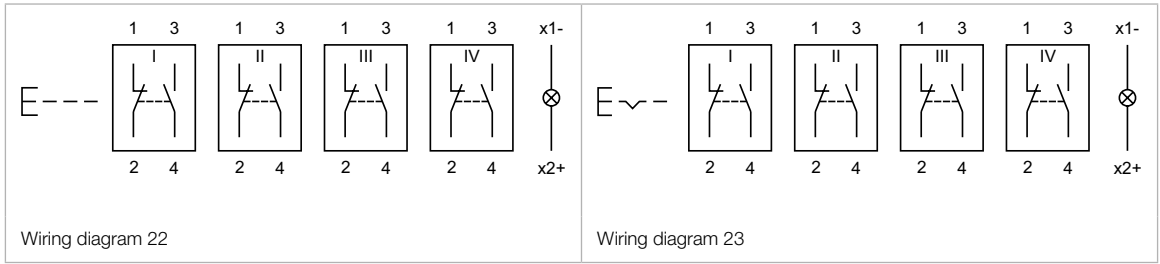 1 3 1 3 1 3 1 3 x1-
I II III IV
2 4 2 4 2 4 2 4 x2+
Wiring diagram 22
1 3 1 3 1 3 1 3 x1-
I II III IV
2 4 2 4 2 4 2 4 x2+
Wiring diagram 23